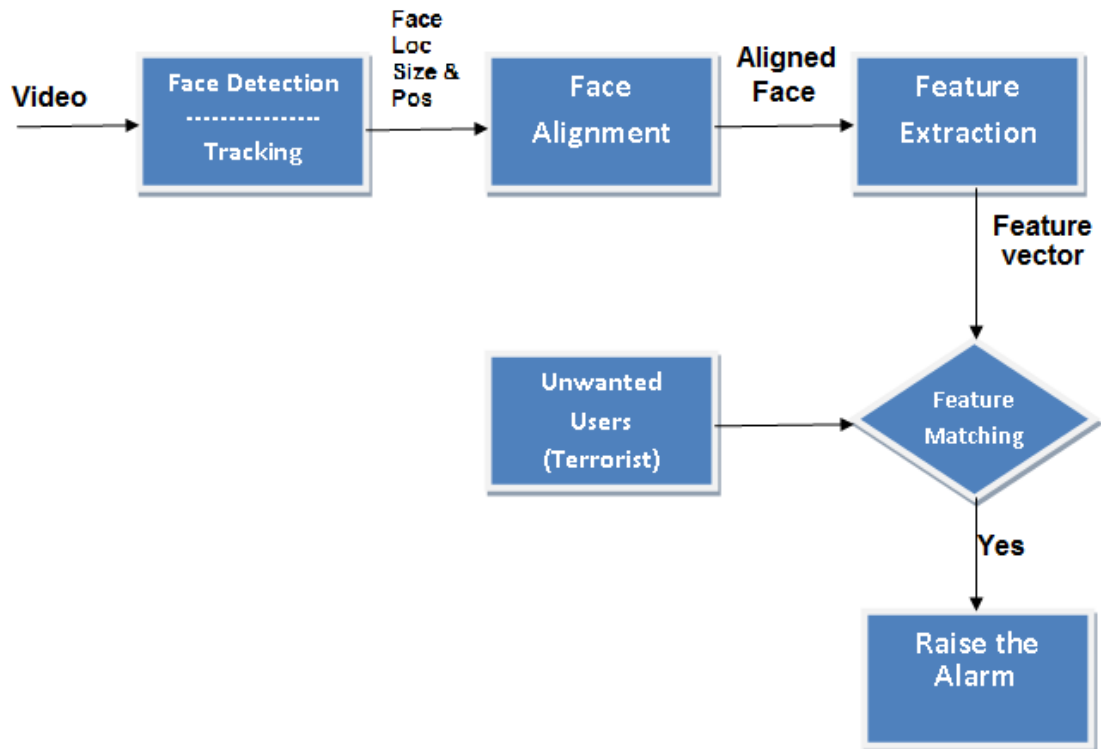 Video
Face Detection
----------------
Tracking
Face
Loc
Size &
Pos
Face
Alignment
Aligned
Face
Feature
Extraction
Feature
vector
Unwanted
Users
(Terrorist)
Feature
Matching
Yes
Raise the
Alarm